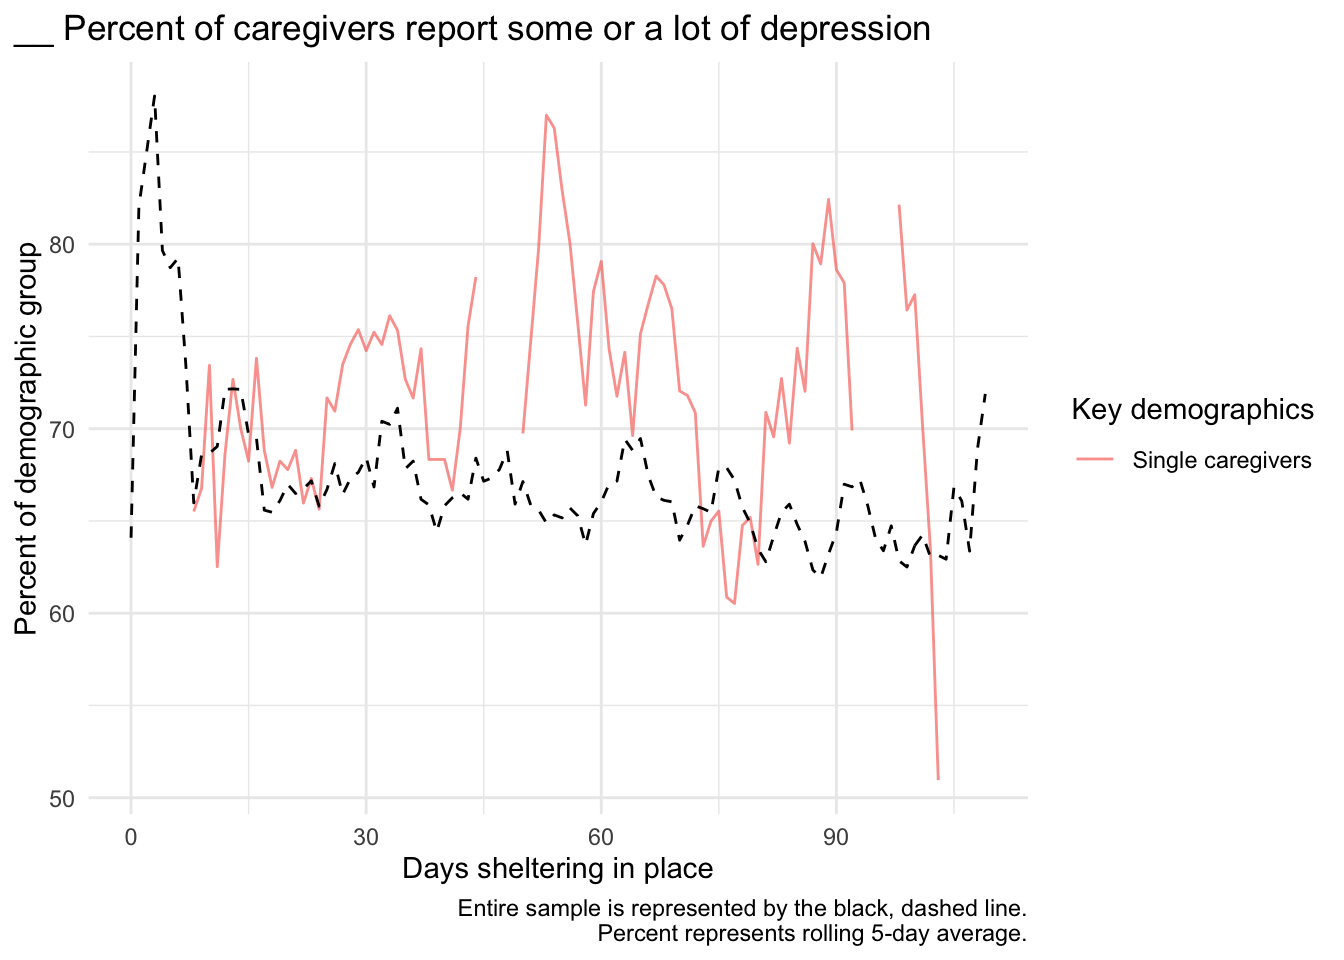 __ Percent of caregivers report some or a lot of depression
Percent of demographic group
80
70
60
50
0 30 60 90
Days sheltering in place
Key demographics
Single caregivers
Entire sample is represented by the black, dashed line.
Percent represents rolling 5-day average.